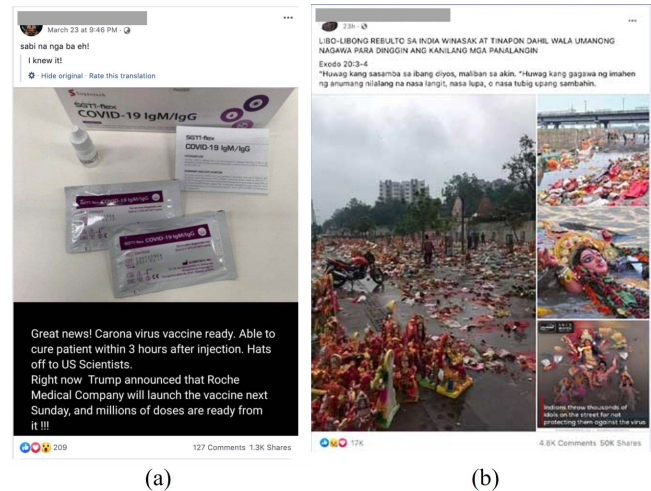 March 23 at 9:46 PM
sabi na nga ba eh!
I knew it!
Hide original · Rate this translation
Sugentech
SGTi-flex
COVID-19 IgM/IgG
SGTi-flex
COVID-19 IgM/IgG
SGTi-flex COVID-19 IgM/IgG
SGTi-flex COVID-19 IgM/IgG
Great news! Carona virus vaccine ready. Able to
cure patient within 3 hours after injection. Hats
off to US Scientists.
Right now Trump announced that Roche
Medical Company will launch the vaccine next
Sunday, and millions of doses are ready from
it !!!
209
127 Comments 1.3K Shares
(a)
23h
LIBO-LIBONG REBULTO SA INDIA WINASAK AT TINAPON DAHIL WALA UMANONG
NAGAWA PARA DINGGIN ANG KANILANG MGA PANALANGIN
Exodo 20:3-4
"Huwag kang sasamba sa ibang diyos, maliban sa akin. "Huwag kang gagawa ng imahen
ng anumang nilalang na nasa langit, nasa lupa, o nasa tubig upang sambahin.
Indians throw thousands of
idols on the street for not
protecting them against the virus
17K
4.8K Comments 50K Shares
(b)